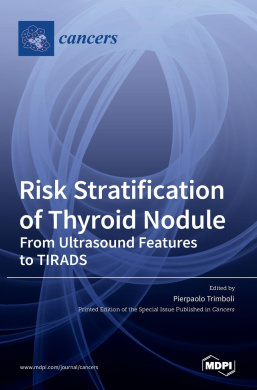 cancers
Risk Stratification
of Thyroid Nodule
From Ultrasound Features
to TIRADS
Edited by
Pierpaolo Trimboli
Printed Edition of the Special Issue Published in Cancers
www.mdpi.com/journal/cancers
MDPI